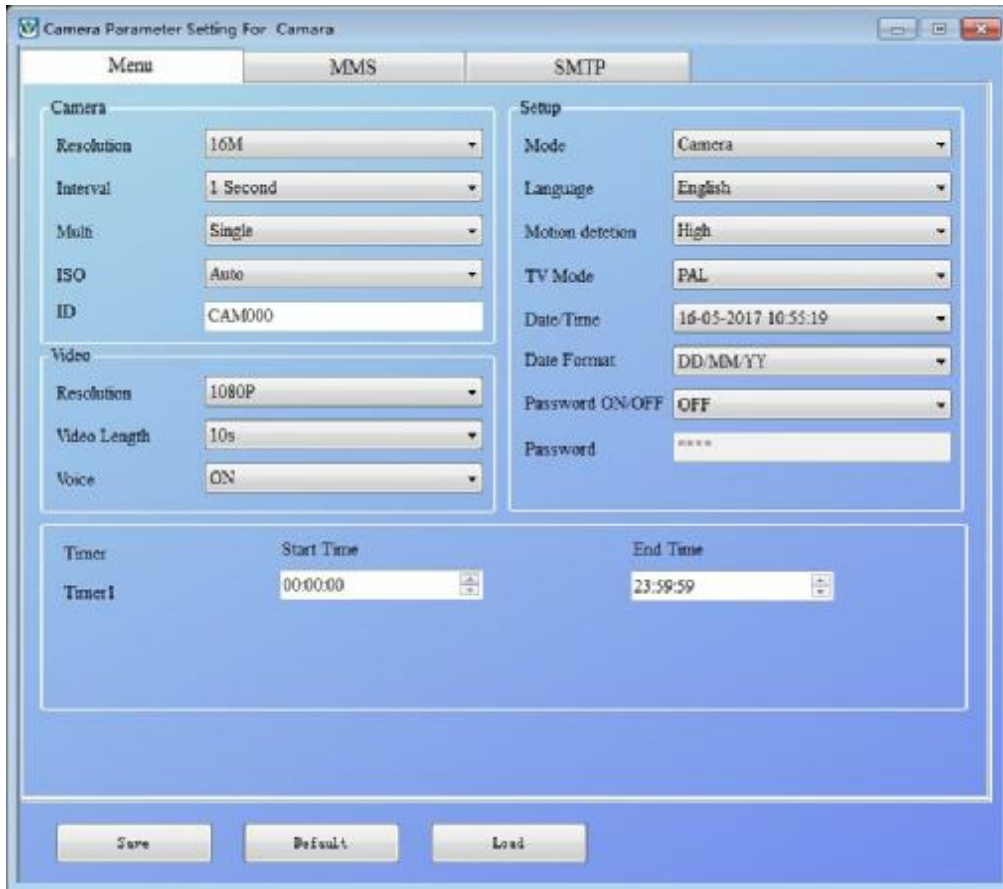 Camera Parameter Setting For Camara
Menu MMS SMTP
Camera
Resolution 16M
Interval 1 Second
Multi Single
ISO Auto
ID CAM000
Video
Resolution 1080P
Video Length 10s
Voice ON
Setup
Mode Camera
Language English
Motion detetion High
TV Mode PAL
Date/Time 16-05-2017 10:55:19
Date Format DD/MM/YY
Password ON/OFF OFF
Password ****
Timer Start Time End Time
Timer1 00:00:00 23:59:59
Save Default Load